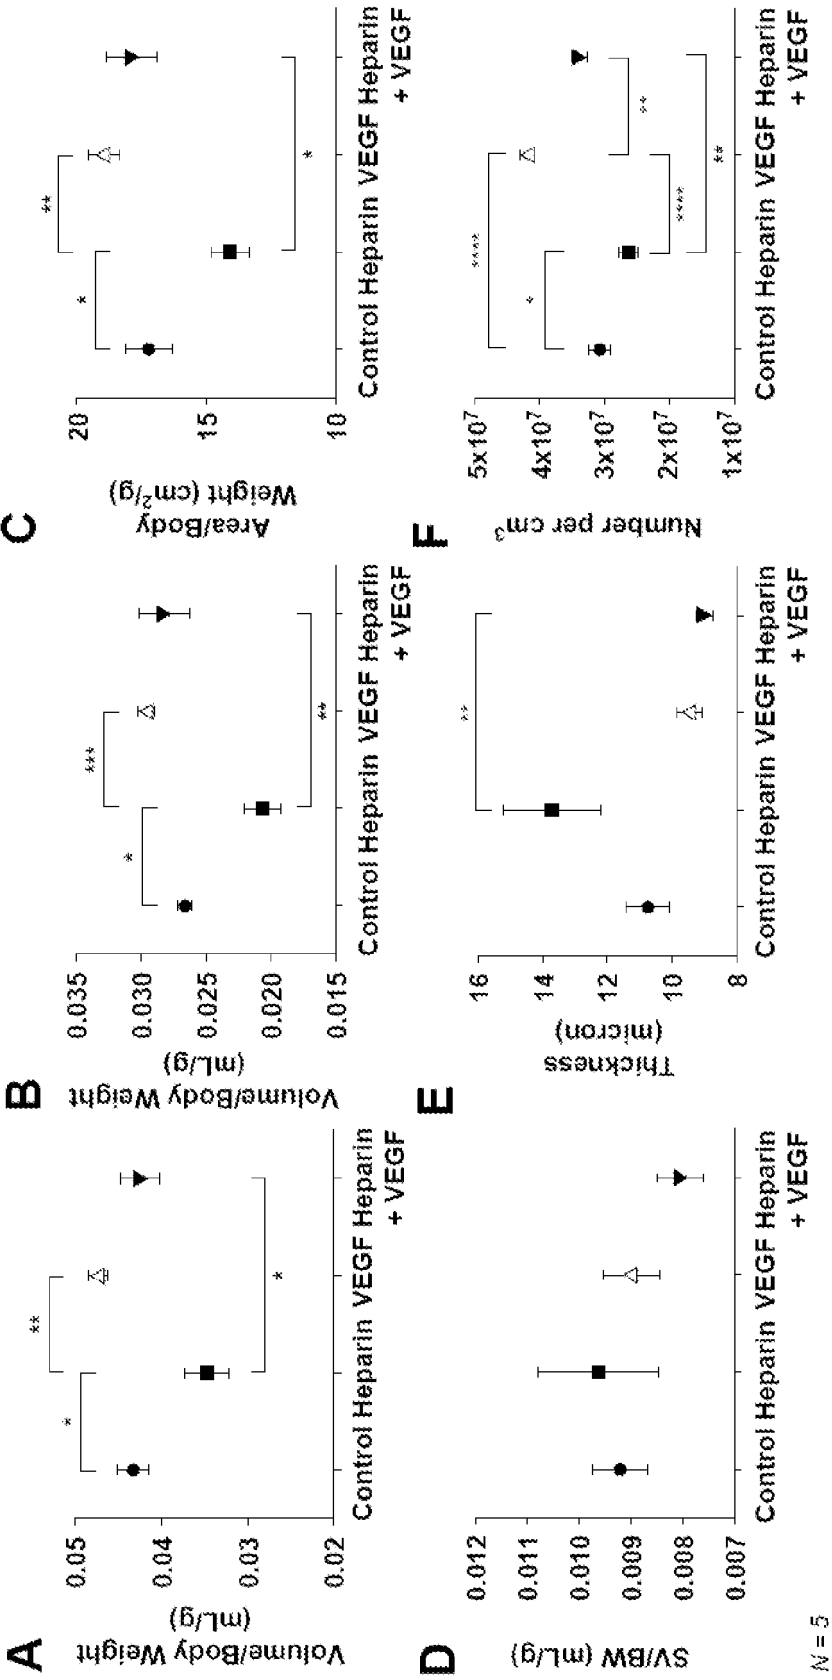 A
Volume/Body Weight
(mL/g)
0.05
0.04
0.03
0.02
*
**
*
Control Heparin VEGF Heparin
+ VEGF
B
Volume/Body Weight
(mL/g)
0.035
0.030
0.025
0.020
0.015
*
***
**
Control Heparin VEGF Heparin
+ VEGF
C
Area/Body
Weight (cm²/g)
20
15
10
*
**
*
Control Heparin VEGF Heparin
+ VEGF
D
SV/BW (mL/g)
0.012
0.011
0.010
0.009
0.008
0.007
Control Heparin VEGF Heparin
+ VEGF
E
Thickness
(micron)
16
14
12
10
8
**
Control Heparin VEGF Heparin
+ VEGF
F
Number per cm³
5x10⁷
4x10⁷
3x10⁷
2x10⁷
1x10⁷
****
*
**
****
**
Control Heparin VEGF Heparin
+ VEGF
N = 5